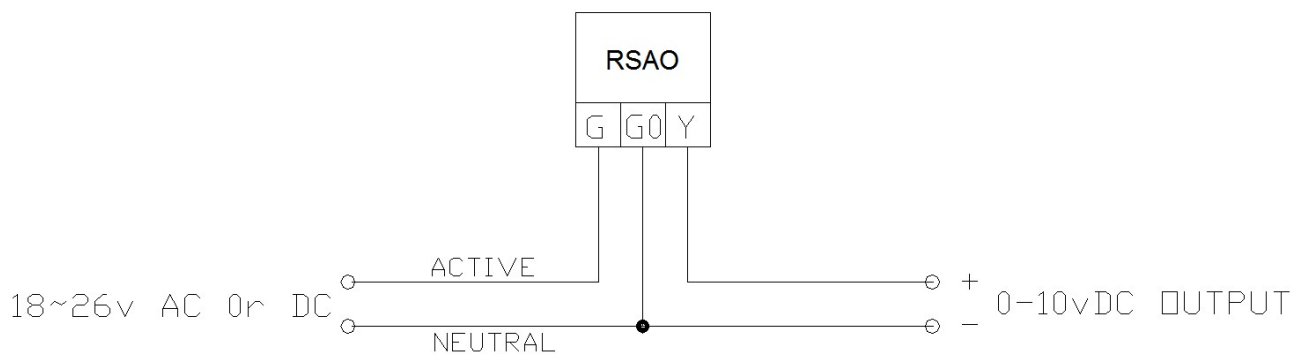 RSAO
G G0 Y
ACTIVE
+
18~26v AC Or DC
0-10vDC OUTPUT
-
NEUTRAL